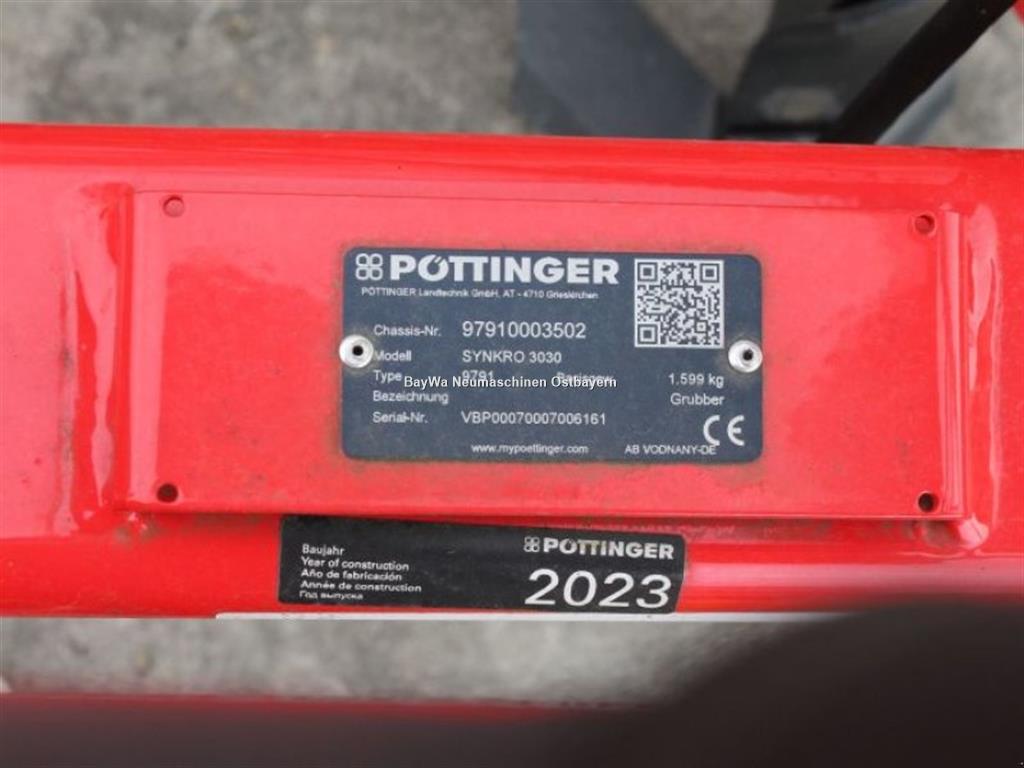 PÖTTINGER
PÖTTINGER Landtechnik GmbH, AT - 4710 Grieskirchen
Chassis-Nr. 97910003502
Modell SYNKRO 3030
Type 9791 Basisgew. 1.599 kg
BayWa Neumaschinen Ostbayern
Bezeichnung Grubber
Serial-Nr. VBP00070007006161
CE
www.mypoettinger.com AB VODNANY-DE
Baujahr
Year of construction
Año de fabricación
Année de construction
Год выпуска
PÖTTINGER
2023